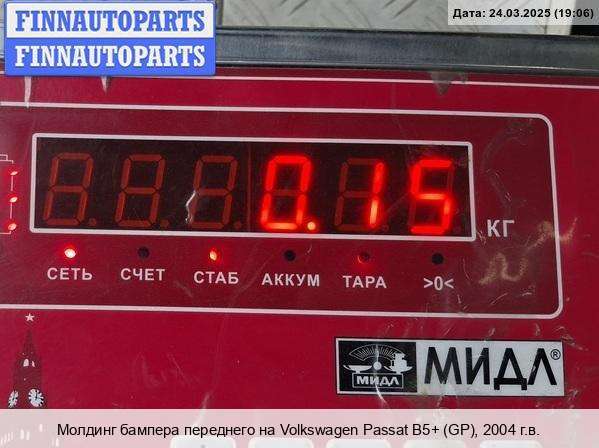 FINNAUTOPARTS
FINNAUTOPARTS
Дата: 24.03.2025 (19:06)
0.15
КГ
СЕТЬ СЧЕТ СТАБ АККУМ ТАРА >0<
МИДЛ
МИДЛ®
Молдинг бампера переднего на Volkswagen Passat B5+ (GP), 2004 г.в.